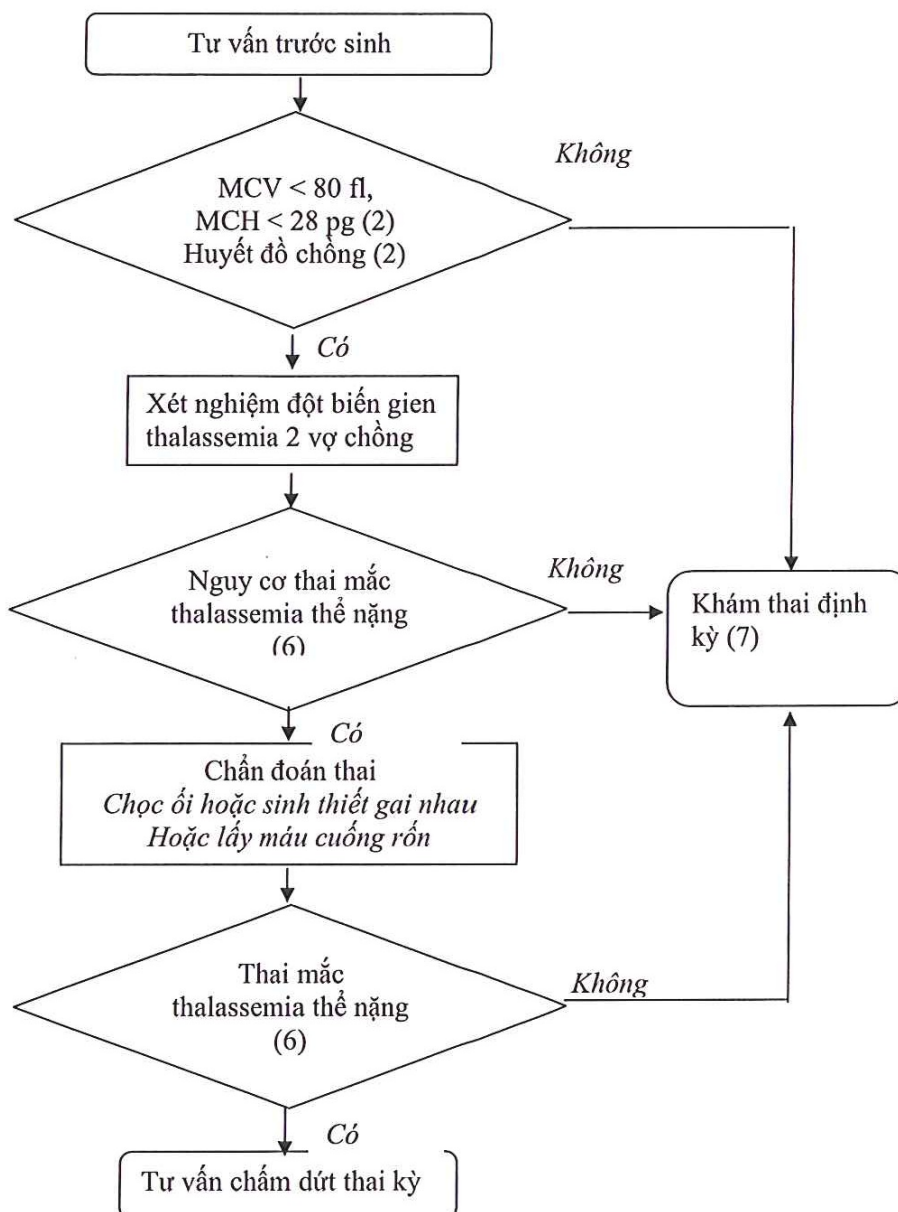 Tư vấn trước sinh
Không
MCV < 80 fl,
MCH < 28 pg (2)
Huyết đồ chồng (2)
Có
Xét nghiệm đột biến gien
thalassemia 2 vợ chồng
Nguy cơ thai mắc
thalassemia thể nặng
(6)
Không
Khám thai định
kỳ (7)
Có
Chẩn đoán thai
Chọc ối hoặc sinh thiết gai nhau
Hoặc lấy máu cuống rốn
Thai mắc
thalassemia thể nặng
(6)
Không
Có
Tư vấn chấm dứt thai kỳ